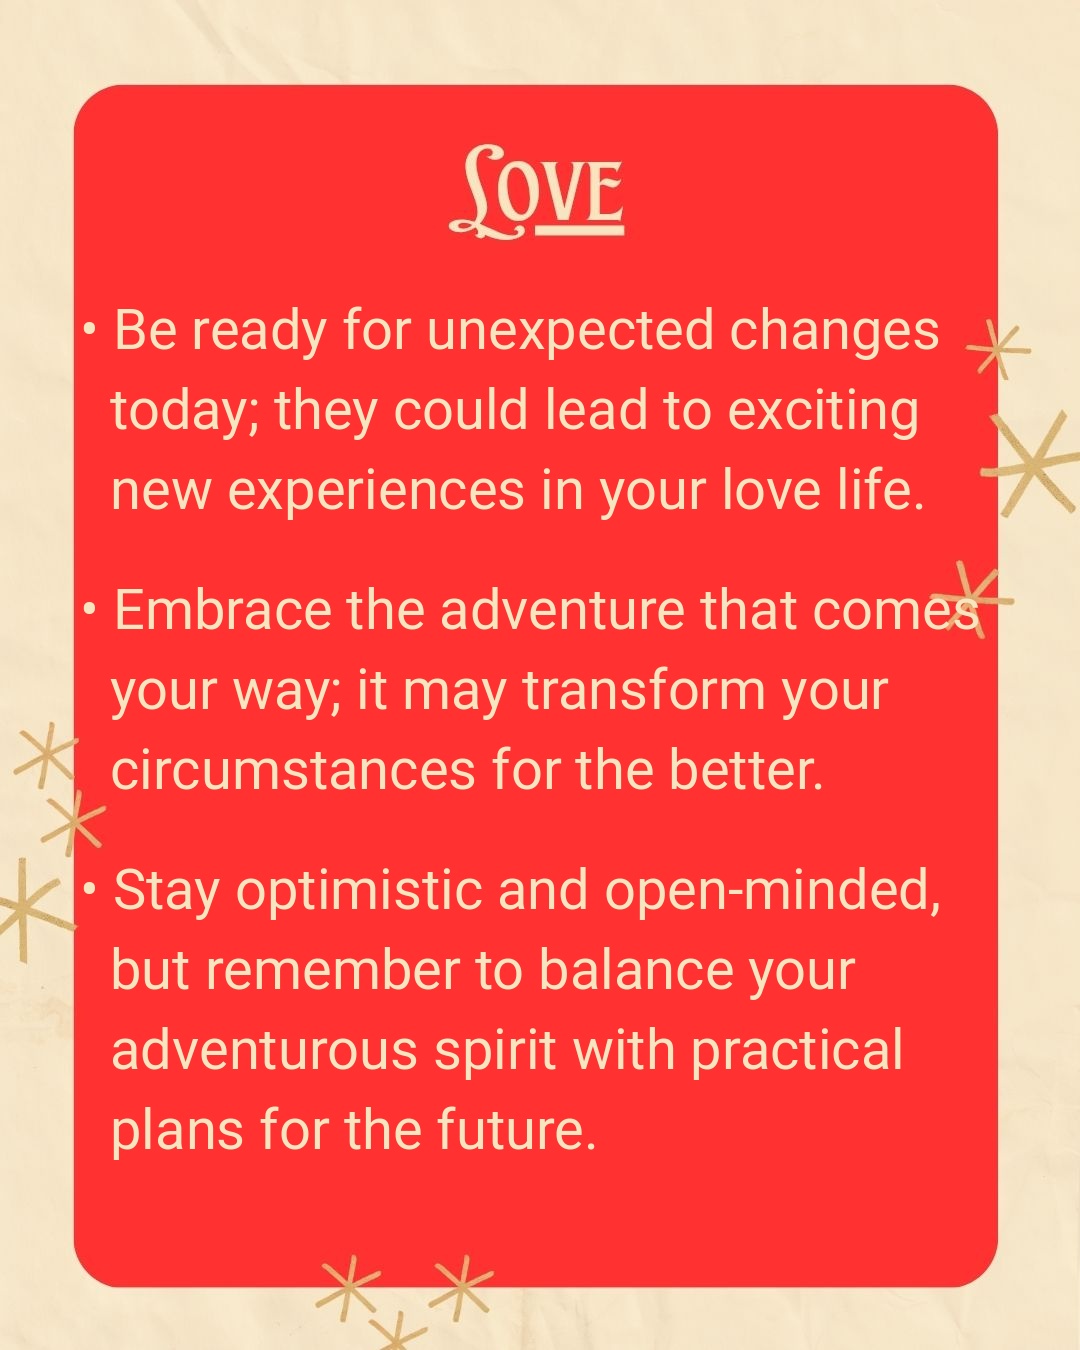 Love
• Be ready for unexpected changes
today; they could lead to exciting
new experiences in your love life.
• Embrace the adventure that comes
your way; it may transform your
circumstances for the better.
• Stay optimistic and open-minded,
but remember to balance your
adventurous spirit with practical
plans for the future.